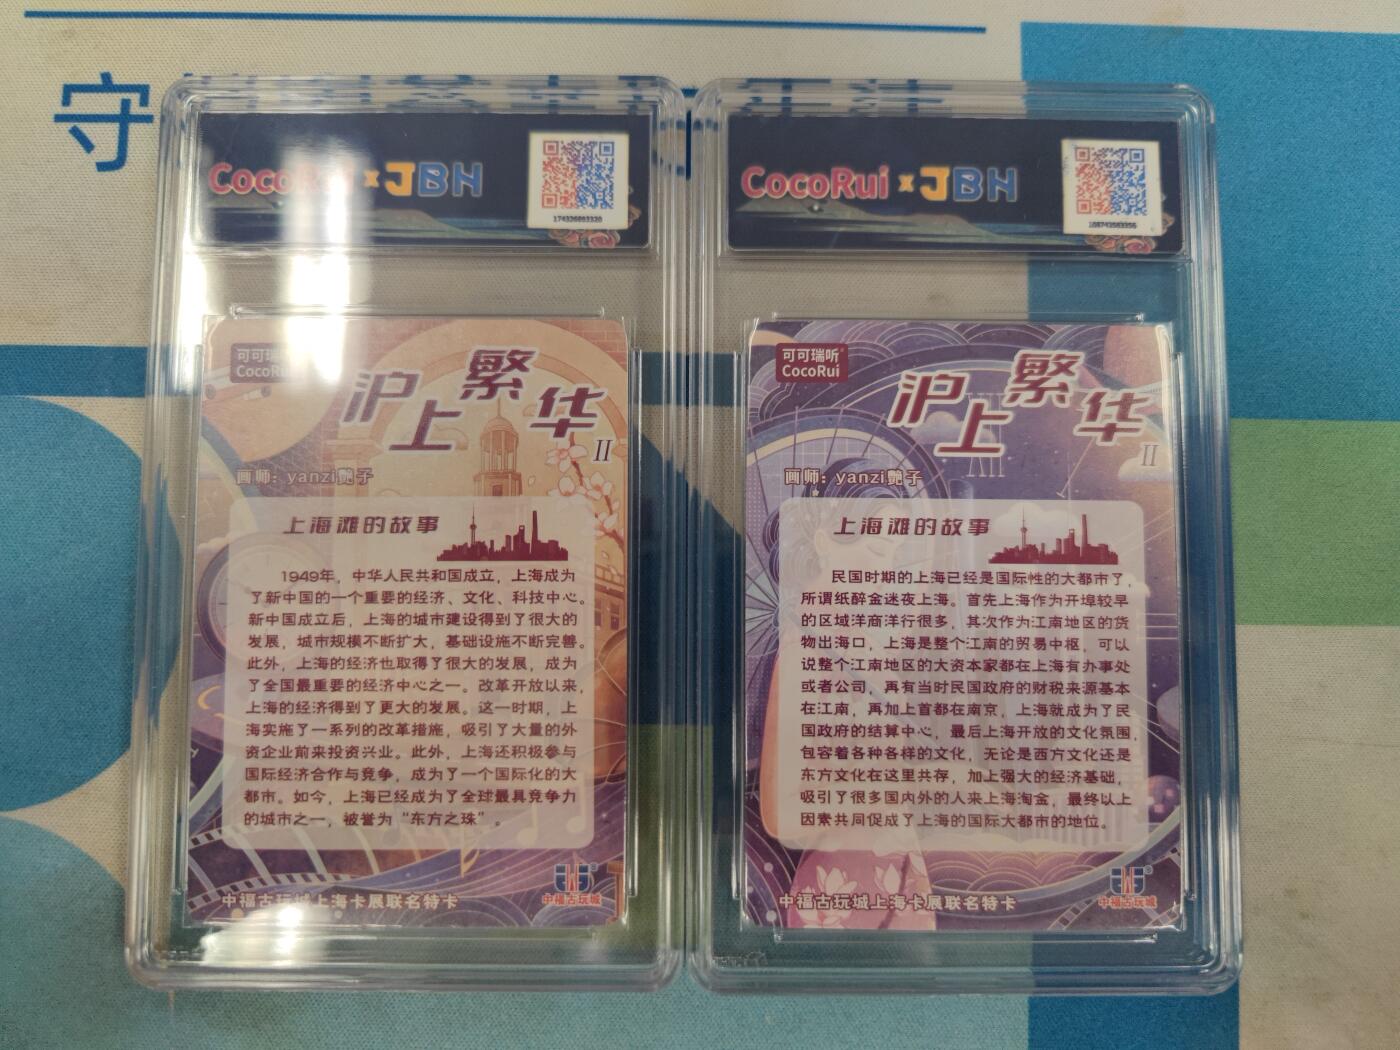 守
CocoRui x JBH
174326863320
可可瑞听
CocoRui
沪上繁华 II
画师：yanzi艷子
上海滩的故事
1949年，中华人民共和国成立，上海成为
了新中国的一个重要的经济、文化、科技中心。
新中国成立后，上海的城市建设得到了很大的
发展，城市规模不断扩大，基础设施不断完善。
此外，上海的经济也取得了很大的发展，成为
了全国最重要的经济中心之一。改革开放以来，
上海的经济得到了更大的发展。这一时期，上
海实施了一系列的改革措施，吸引了大量的外
资企业前来投资兴业。此外，上海还积极参与
国际经济合作与竞争，成为了一个国际化的大
都市。如今，上海已经成为了全球最具竞争力
的城市之一，被誉为“东方之珠”。
中福古玩城上海卡展联名特卡
中福古玩城
CocoRui x JBH
可可瑞听
CocoRui
沪上繁华 II
画师：yanzi艷子
上海滩的故事
民国时期的上海已经是国际性的大都市了，
所谓纸醉金迷夜上海。首先上海作为开埠较早
的区域洋商洋行很多，其次作为江南地区的货
物出海口，上海是整个江南的贸易中枢，可以
说整个江南地区的大资本家都在上海有办事处
或者公司，再有当时民国政府的财税来源基本
在江南，再加上首都在南京，上海就成为了民
国政府的结算中心，最后上海开放的文化氛围，
包容着各种各样的文化，无论是西方文化还是
东方文化在这里共存，加上强大的经济基础，
吸引了很多国内外的人来上海淘金，最终以上
因素共同促成了上海的国际大都市的地位。
中福古玩城上海卡展联名特卡
中福古玩城